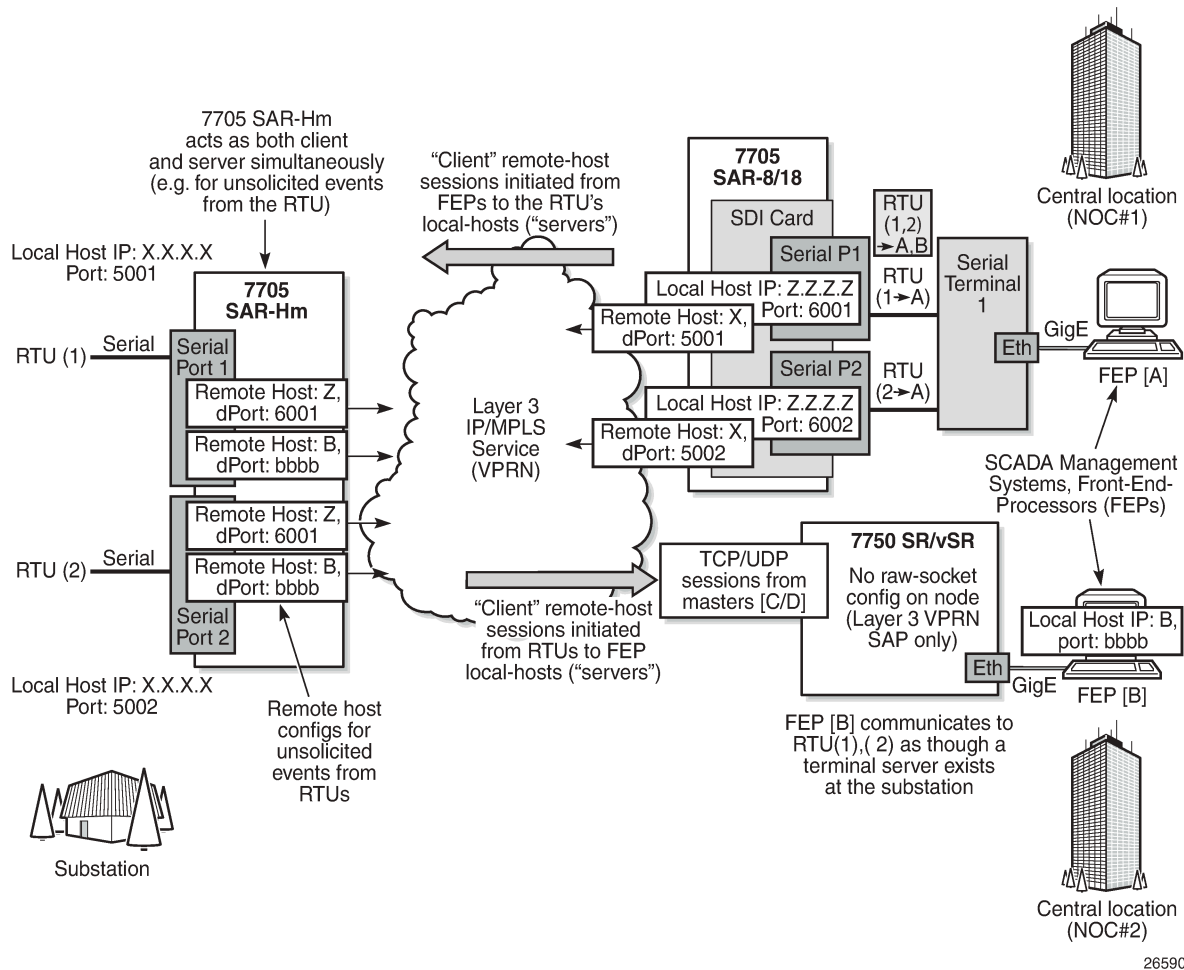 7705 SAR-Hm
acts as both client
and server simultaneously
(e.g. for unsolicited events
from the RTU)
Local Host IP: X.X.X.X
Port: 5001
7705
SAR-Hm
RTU (1)
Serial
Serial
Port 1
Remote Host: Z,
dPort: 6001
Remote Host: B,
dPort: bbbb
Remote Host: Z,
dPort: 6001
RTU (2)
Serial
Remote Host: B,
dPort: bbbb
Serial
Port 2
Local Host IP: X.X.X.X
Port: 5002
Remote host
configs for
unsolicited
events from
RTUs
Substation
“Client” remote-host
sessions initiated from
FEPs to the RTU’s
local-hosts (“servers”)
Layer 3
IP/MPLS
Service
(VPRN)
“Client” remote-host
sessions initiated
from RTUs to FEP
local-hosts (“servers”)
7705
SAR-8/18
SDI Card
Serial P1
Local Host IP: Z.Z.Z.Z
Port: 6001
Remote Host: X,
dPort: 5001
Serial P2
Local Host IP: Z.Z.Z.Z
Port: 6002
Remote Host: X,
dPort: 5002
RTU
(1,2)
➔A,B
RTU
(1➔A)
RTU
(2➔A)
Serial
Terminal
1
Eth
GigE
FEP [A]
Central location
(NOC#1)
SCADA Management
Systems, Front-End-
Processors (FEPs)
TCP/UDP
sessions from
masters [C/D]
7750 SR/vSR
No raw-socket
config on node
(Layer 3 VPRN
SAP only)
Eth
GigE
Local Host IP: B,
port: bbbb
FEP [B]
FEP [B] communicates to
RTU(1),( 2) as though a
terminal server exists
at the substation
Central location
(NOC#2)
26590